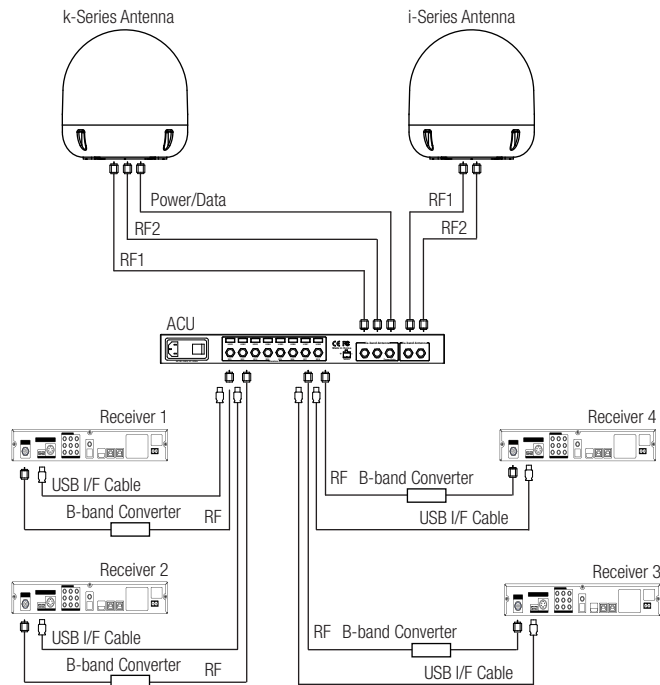 k-Series Antenna
i-Series Antenna
Power/Data
RF1
RF2
RF2
RF1
ACU
Receiver 1
Receiver 4
RF
B-band Converter
USB I/F Cable
B-band Converter
RF
USB I/F Cable
Receiver 2
Receiver 3
USB I/F Cable
RF
B-band Converter
B-band Converter
RF
USB I/F Cable